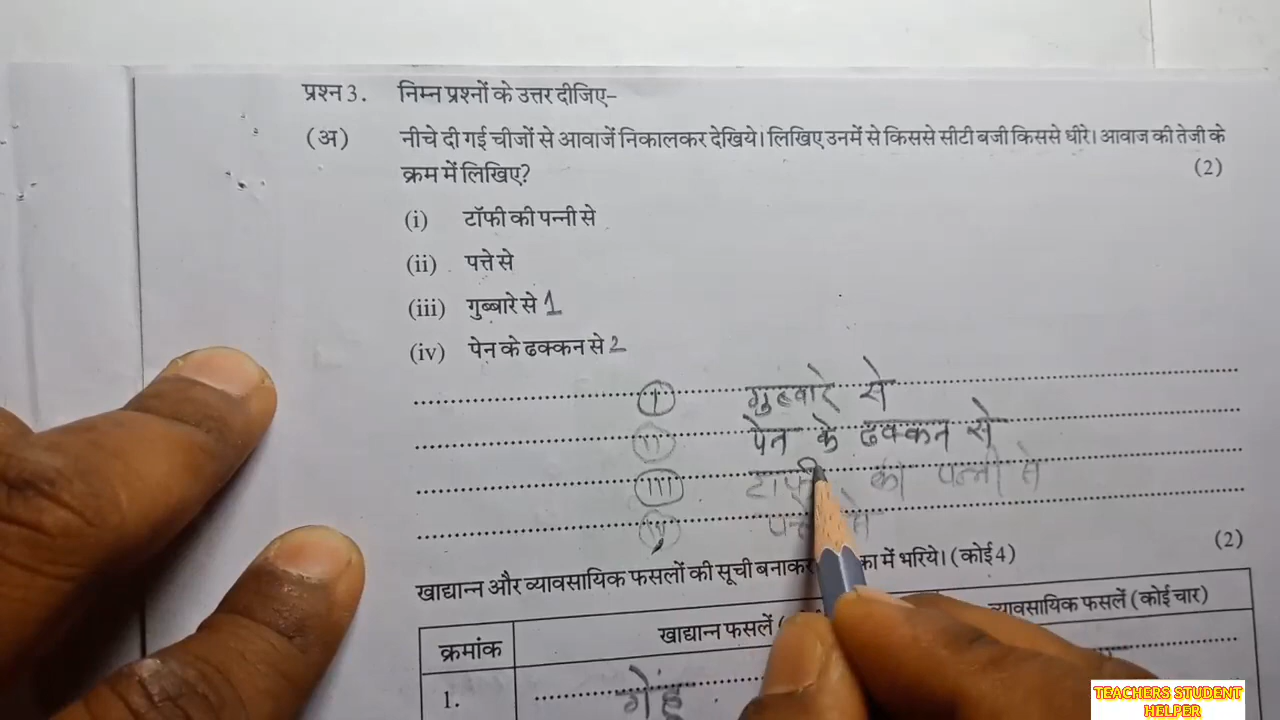 प्रश्न 3. निम्न प्रश्नों के उत्तर दीजिए-
(अ) नीचे दी गई चीजों से आवाजें निकालकर देखिये। लिखिए उनमें से किससे सीटी बजी किससे धीरे। आवाज की तेजी के
क्रम में लिखिए? (2)
(i) टॉफी की पन्नी से
(ii) पत्ते से
(iii) गुब्बारे से 1
(iv) पेन के ढक्कन से 2
(I) गुब्बारे से
(II) पेन के ढक्कन से
(III) टाफी की पन्नी से
(IV) से
(2)
खाद्यान्न और व्यावसायिक फसलों की सूची बनाकर में भरिये। (कोई 4)
क्रमांक खाद्यान्न फसलें व्यावसायिक फसलें (कोई चार)
1. गेहूं
TEACHERS STUDENT
HELPER